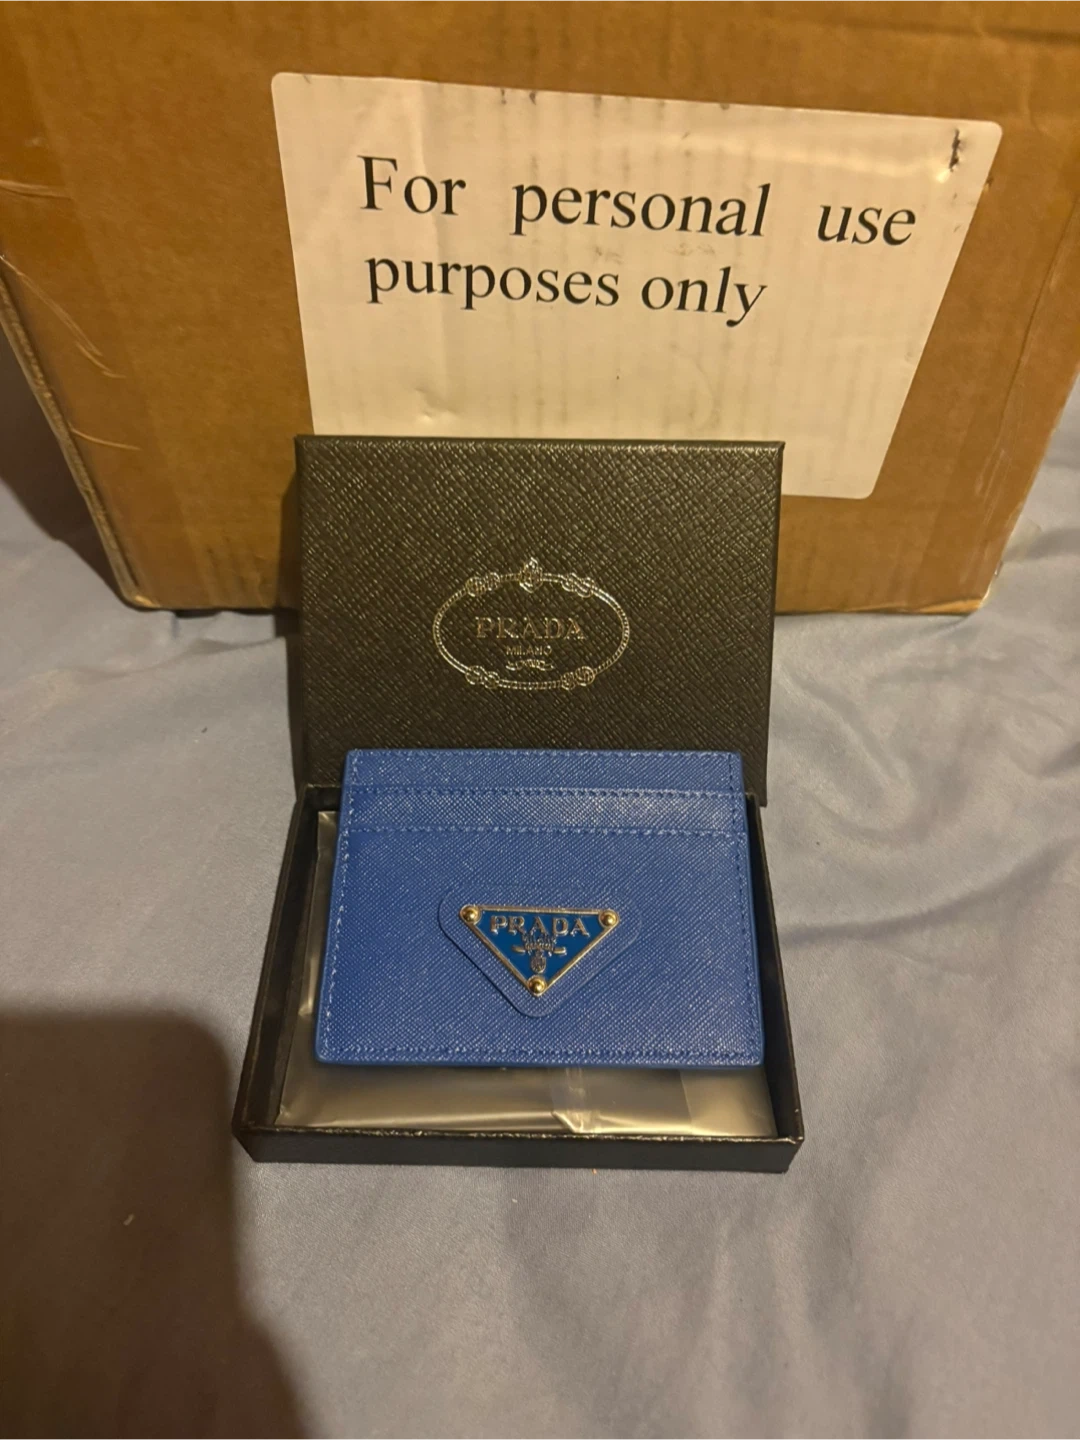 For personal use
purposes only
PRADA
MILANO
PRADA